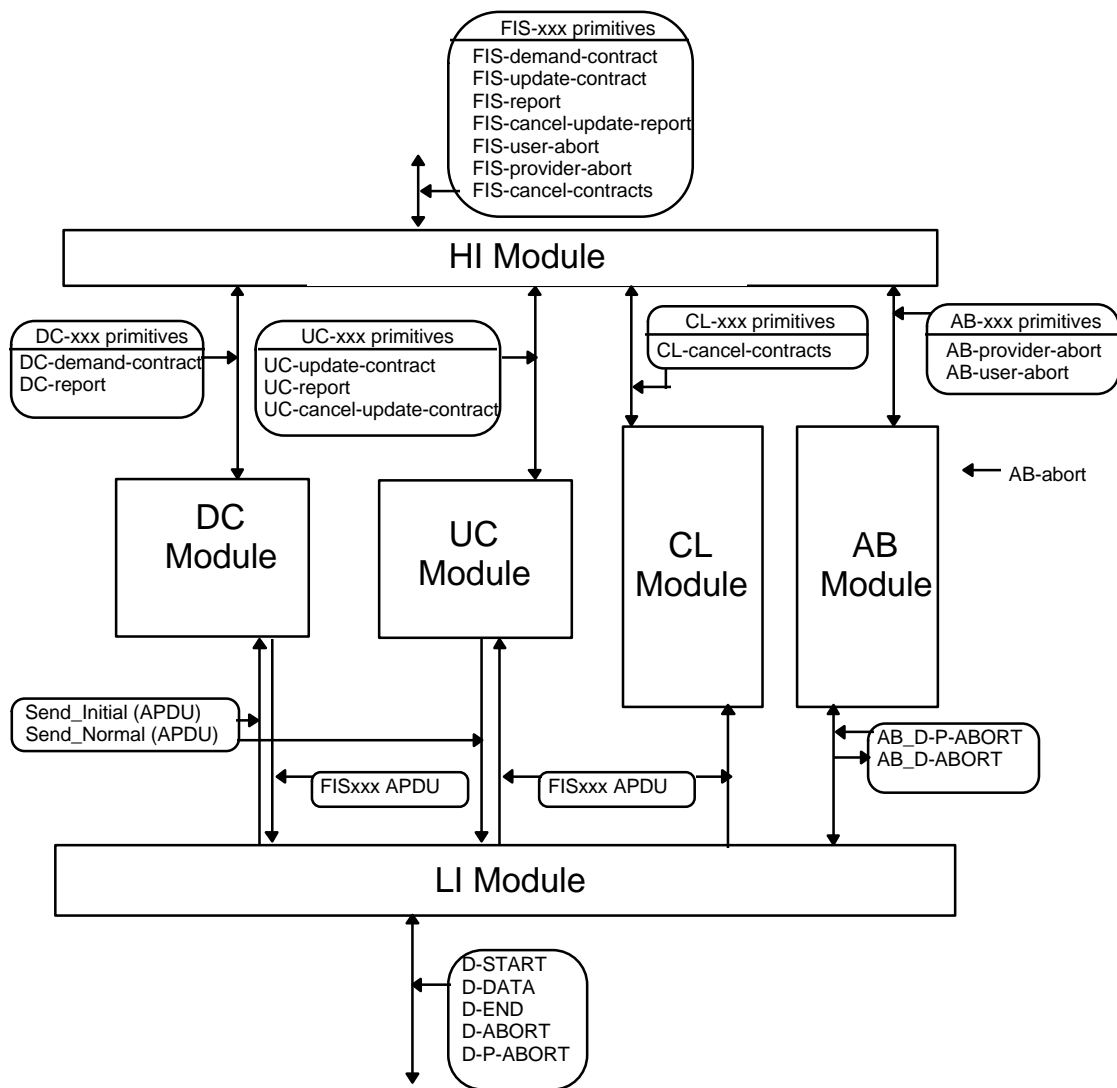 FIS-xxx primitives
FIS-demand-contract
FIS-update-contract
FIS-report
FIS-cancel-update-report
FIS-user-abort
FIS-provider-abort
FIS-cancel-contracts
HI Module
DC-xxx primitives
DC-demand-contract
DC-report
UC-xxx primitives
UC-update-contract
UC-report
UC-cancel-update-contract
CL-xxx primitives
CL-cancel-contracts
AB-xxx primitives
AB-provider-abort
AB-user-abort
DC
Module
UC
Module
CL
Module
AB
Module
AB-abort
Send_Initial (APDU)
Send_Normal (APDU)
FISxxx APDU
FISxxx APDU
AB_D-P-ABORT
AB_D-ABORT
LI Module
D-START
D-DATA
D-END
D-ABORT
D-P-ABORT